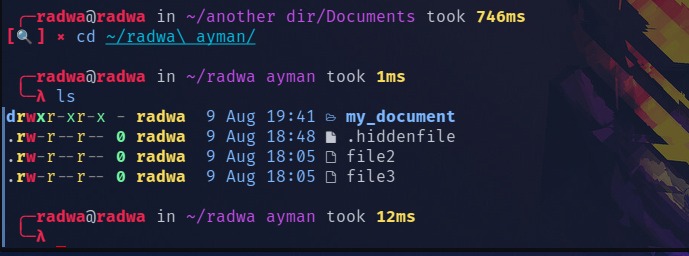 ╭─radwa@radwa in ~/another dir/Documents took 746ms
[🔍] × cd ~/radwa\ ayman/
╭─radwa@radwa in ~/radwa ayman took 1ms
╰─λ ls
drwxr-xr-x - radwa 9 Aug 19:41 my_document
.rw-r--r-- 0 radwa 9 Aug 18:48 .hiddenfile
.rw-r--r-- 0 radwa 9 Aug 18:05 file2
.rw-r--r-- 0 radwa 9 Aug 18:05 file3
╭─radwa@radwa in ~/radwa ayman took 12ms
╰─λ _